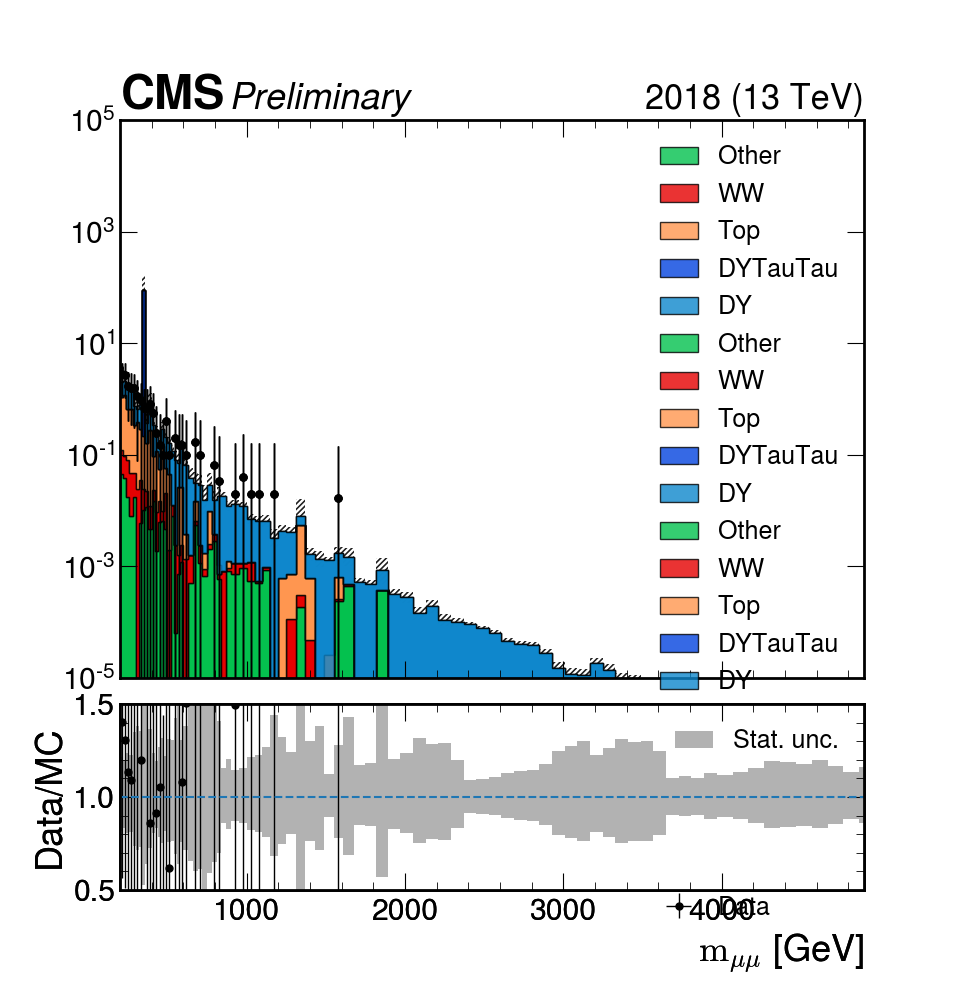 CMS Preliminary 2018 (13 TeV)
10^5
Other
WW
Top
10^3
DYTauTau
DY
Other
10^1
WW
Top
DYTauTau
10^-1
DY
Other
WW
10^-3
Top
DYTauTau
DY
10^-5
1.5
Stat. unc.
Data/MC
1.0
0.5
1000 2000 3000 4000
Data
m_μμ [GeV]